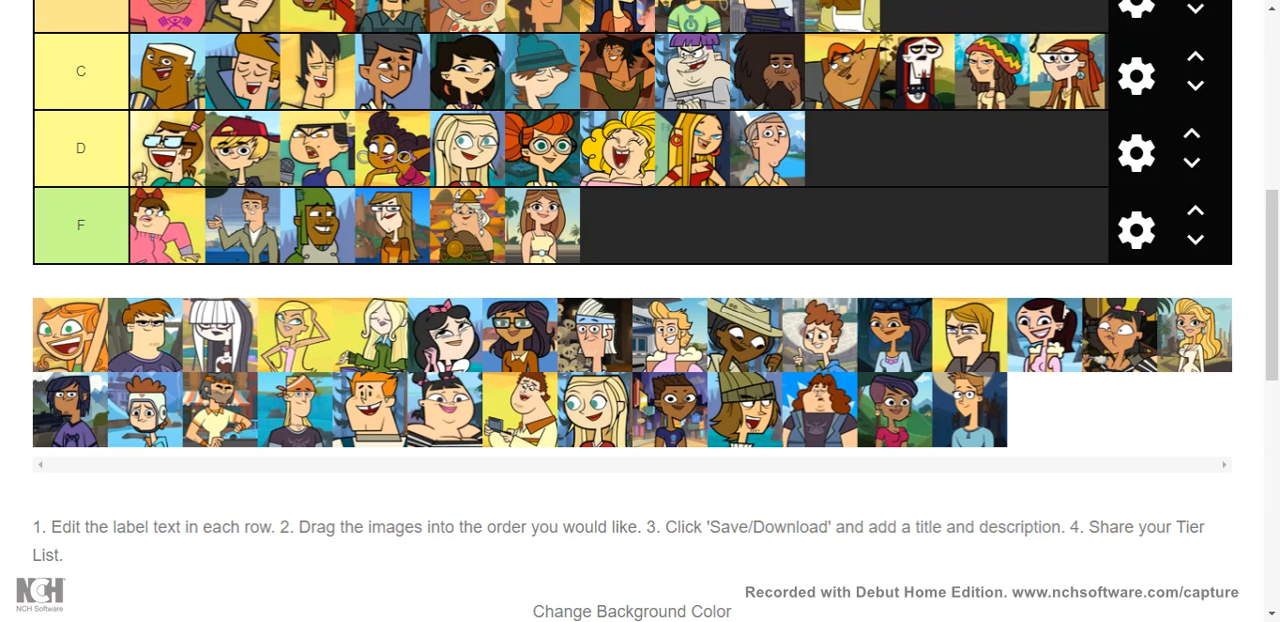 C
D
F
1. Edit the label text in each row. 2. Drag the images into the order you would like. 3. Click 'Save/Download' and add a title and description. 4. Share your Tier
List.
NCH
NCH Software
Recorded with Debut Home Edition. www.nchsoftware.com/capture
Change Background Color